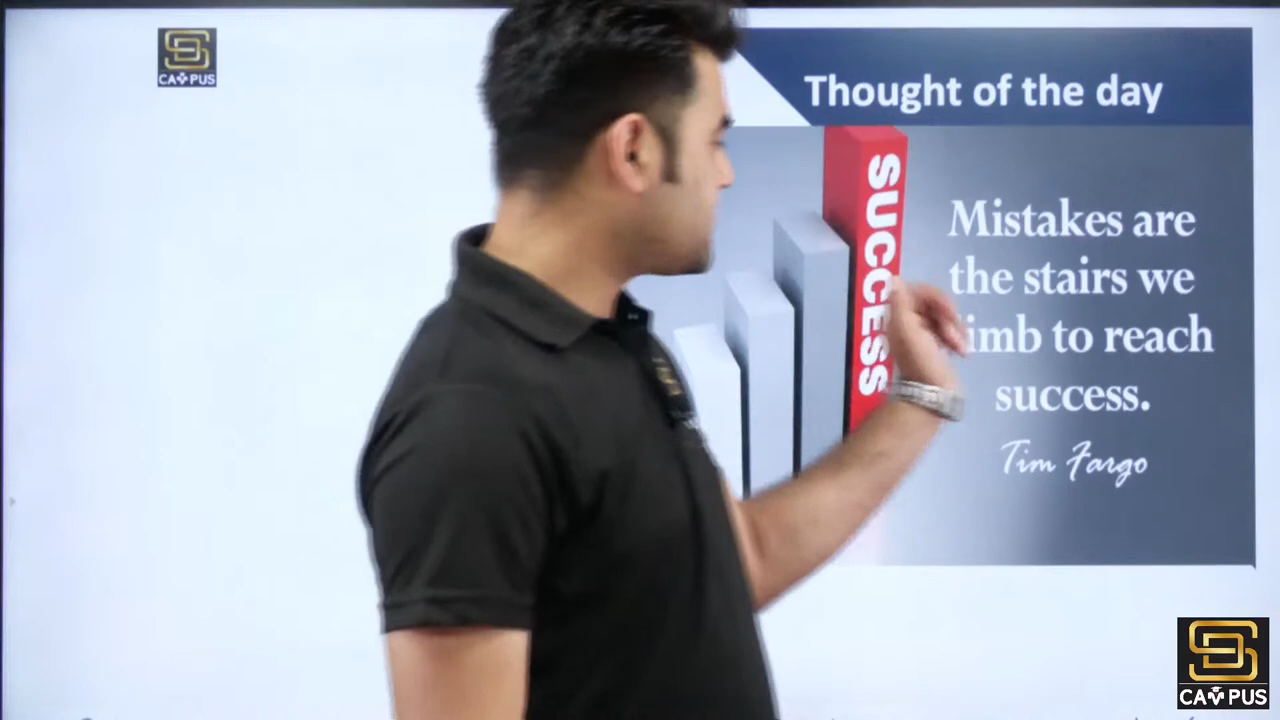 CAMPUS
Thought of the day
SUCCESS
Mistakes are
the stairs we
to reach
success.
Tim Fargo
CAMPUS